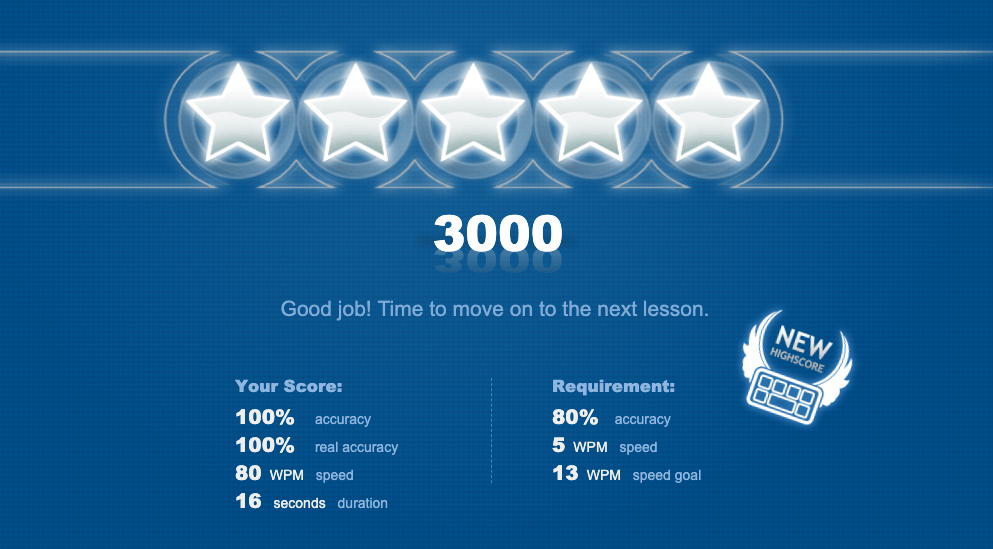 3000
Good job! Time to move on to the next lesson.
NEW
HIGHSCORE
Your Score:
100% accuracy
100% real accuracy
80 WPM speed
16 seconds duration
Requirement:
80% accuracy
5 WPM speed
13 WPM speed goal